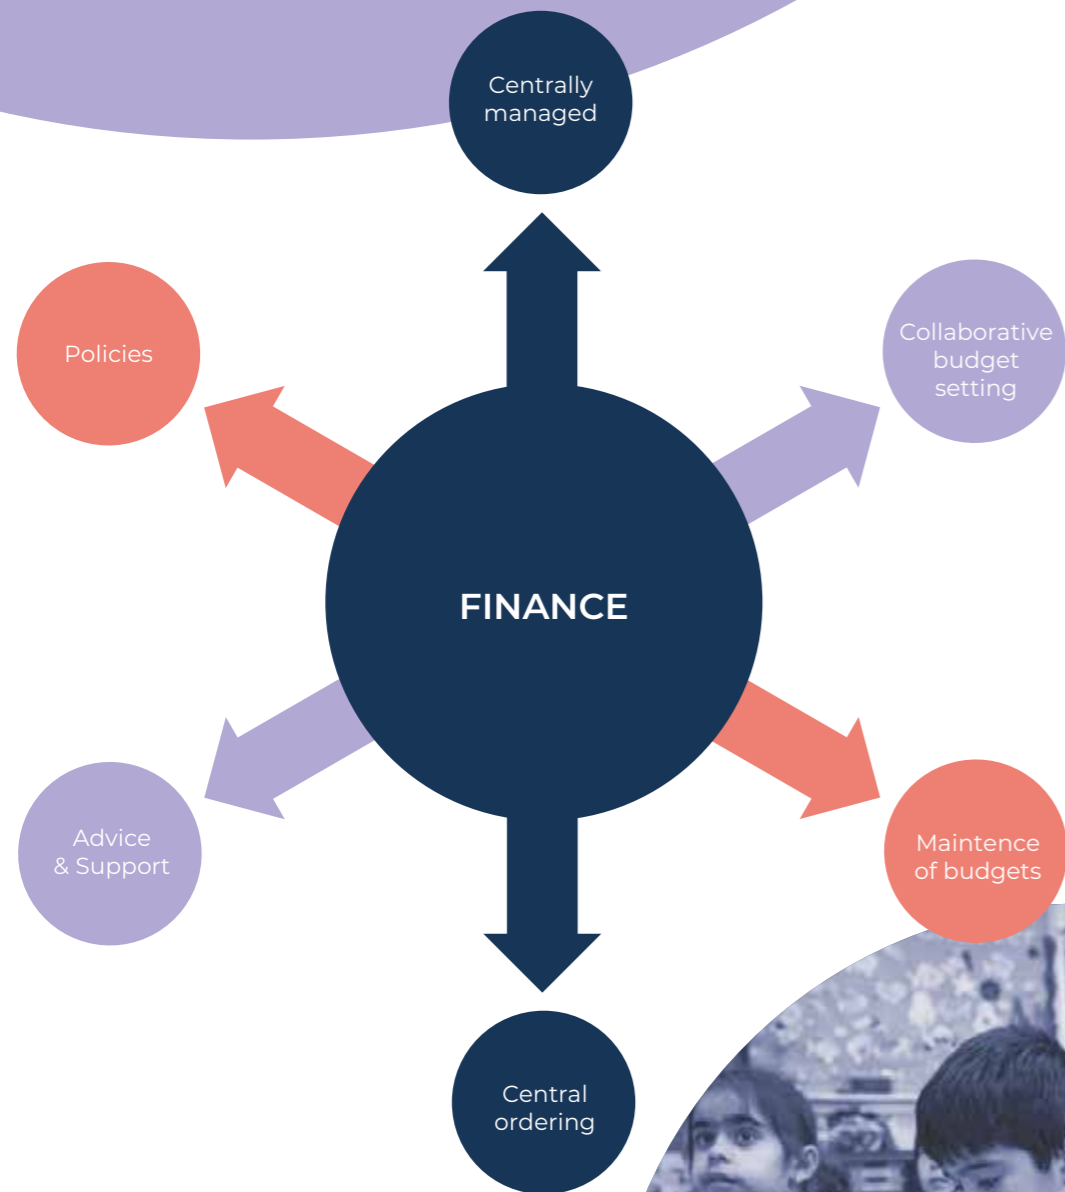 Centrally
managed
Policies
Collaborative
budget
setting
FINANCE
Advice
& Support
Maintence
of budgets
Central
ordering